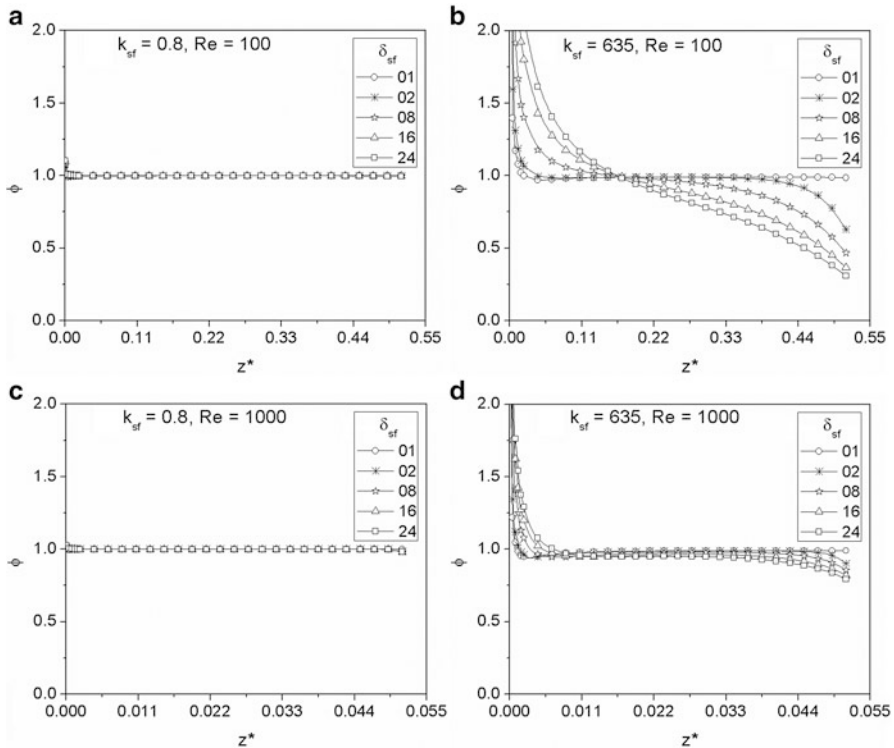 a
k_sf = 0.8, Re = 100
δ_sf
01
02
08
16
24
2.0
1.5
1.0
0.5
0.0
ϕ
0.00 0.11 0.22 0.33 0.44 0.55
z*
b
k_sf = 635, Re = 100
δ_sf
01
02
08
16
24
2.0
1.5
1.0
0.5
0.0
ϕ
0.00 0.11 0.22 0.33 0.44 0.55
z*
c
k_sf = 0.8, Re = 1000
δ_sf
01
02
08
16
24
2.0
1.5
1.0
0.5
0.0
ϕ
0.000 0.011 0.022 0.033 0.044 0.055
z*
d
k_sf = 635, Re = 1000
δ_sf
01
02
08
16
24
2.0
1.5
1.0
0.5
0.0
ϕ
0.000 0.011 0.022 0.033 0.044 0.055
z*